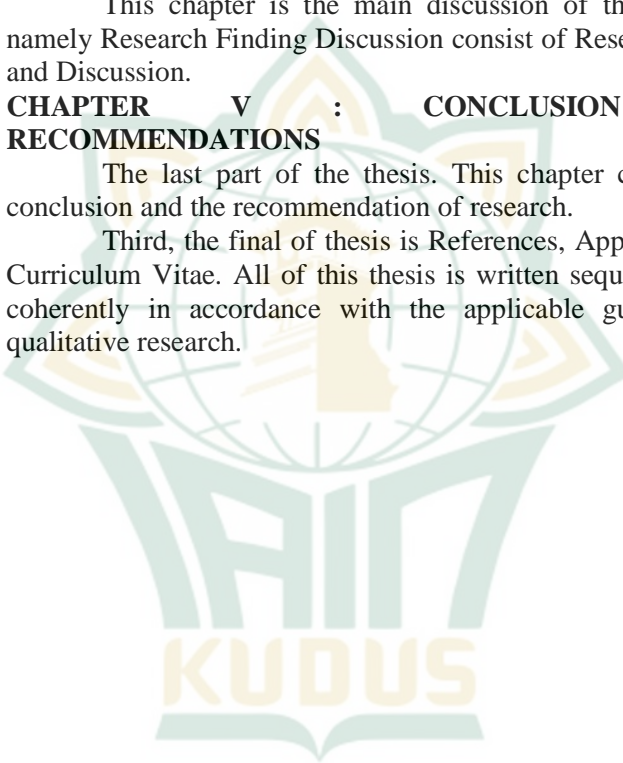 This chapter is the main discussion of th
namely Research Finding Discussion consist of Rese
and Discussion.
CHAPTER V : CONCLUSION
RECOMMENDATIONS
The last part of the thesis. This chapter c
conclusion and the recommendation of research.
Third, the final of thesis is References, App
Curriculum Vitae. All of this thesis is written sequ
coherently in accordance with the applicable gu
qualitative research.
IAIN
KUDUS